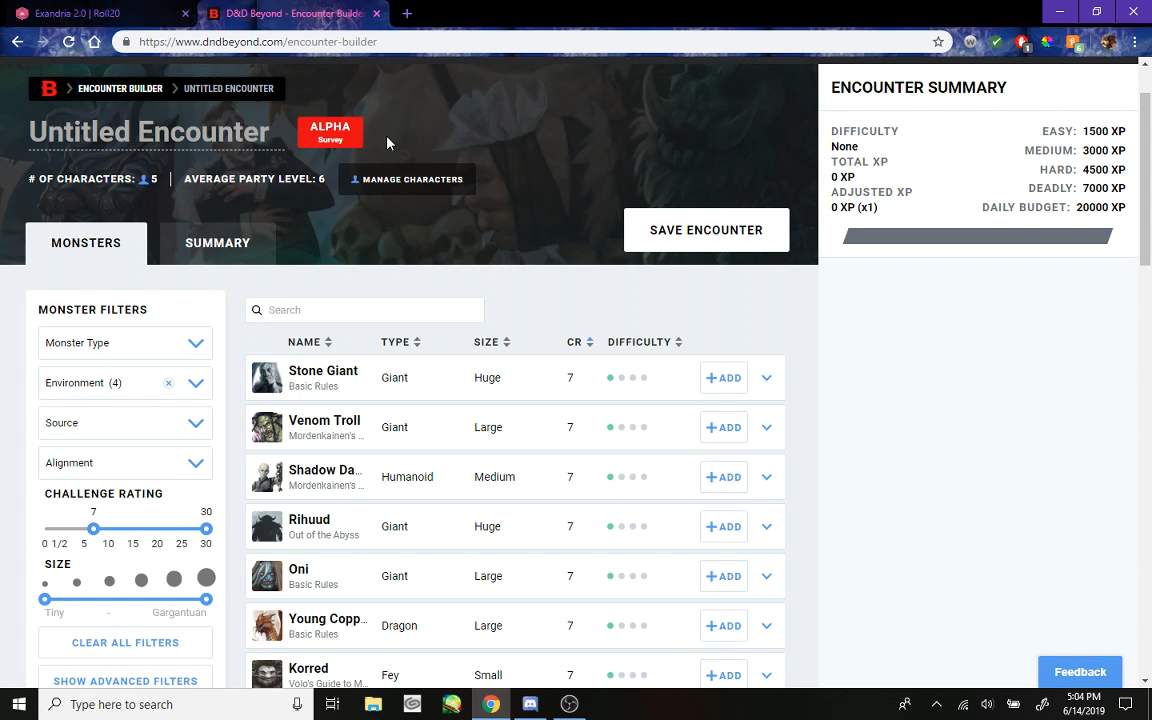 Exandria 2.0 | Roll20
D&D Beyond - Encounter Builde
https://www.dndbeyond.com/encounter-builder
ENCOUNTER BUILDER
UNTITLED ENCOUNTER
Untitled Encounter
ALPHA
Survey
# OF CHARACTERS: 5 | AVERAGE PARTY LEVEL: 6
MANAGE CHARACTERS
MONSTERS
SUMMARY
SAVE ENCOUNTER
ENCOUNTER SUMMARY
DIFFICULTY
None
TOTAL XP
0 XP
ADJUSTED XP
0 XP (x1)
EASY: 1500 XP
MEDIUM: 3000 XP
HARD: 4500 XP
DEADLY: 7000 XP
DAILY BUDGET: 20000 XP
MONSTER FILTERS
Monster Type
Environment (4)
Source
Alignment
CHALLENGE RATING
7 30
0 1/2 5 10 15 20 25 30
SIZE
Tiny - Gargantuan
CLEAR ALL FILTERS
SHOW ADVANCED FILTERS
Search
NAME TYPE SIZE CR DIFFICULTY
Stone Giant
Basic Rules
Giant Huge 7 +ADD
Venom Troll
Mordenkainen's ...
Giant Large 7 +ADD
Shadow Da...
Mordenkainen's ...
Humanoid Medium 7 +ADD
Rihuud
Out of the Abyss
Giant Huge 7 +ADD
Oni
Basic Rules
Giant Large 7 +ADD
Young Copp...
Basic Rules
Dragon Large 7 +ADD
Korred
Volo's Guide to M...
Fey Small 7 +ADD
Feedback
Type here to search
5:04 PM
6/14/2019
W
1
6